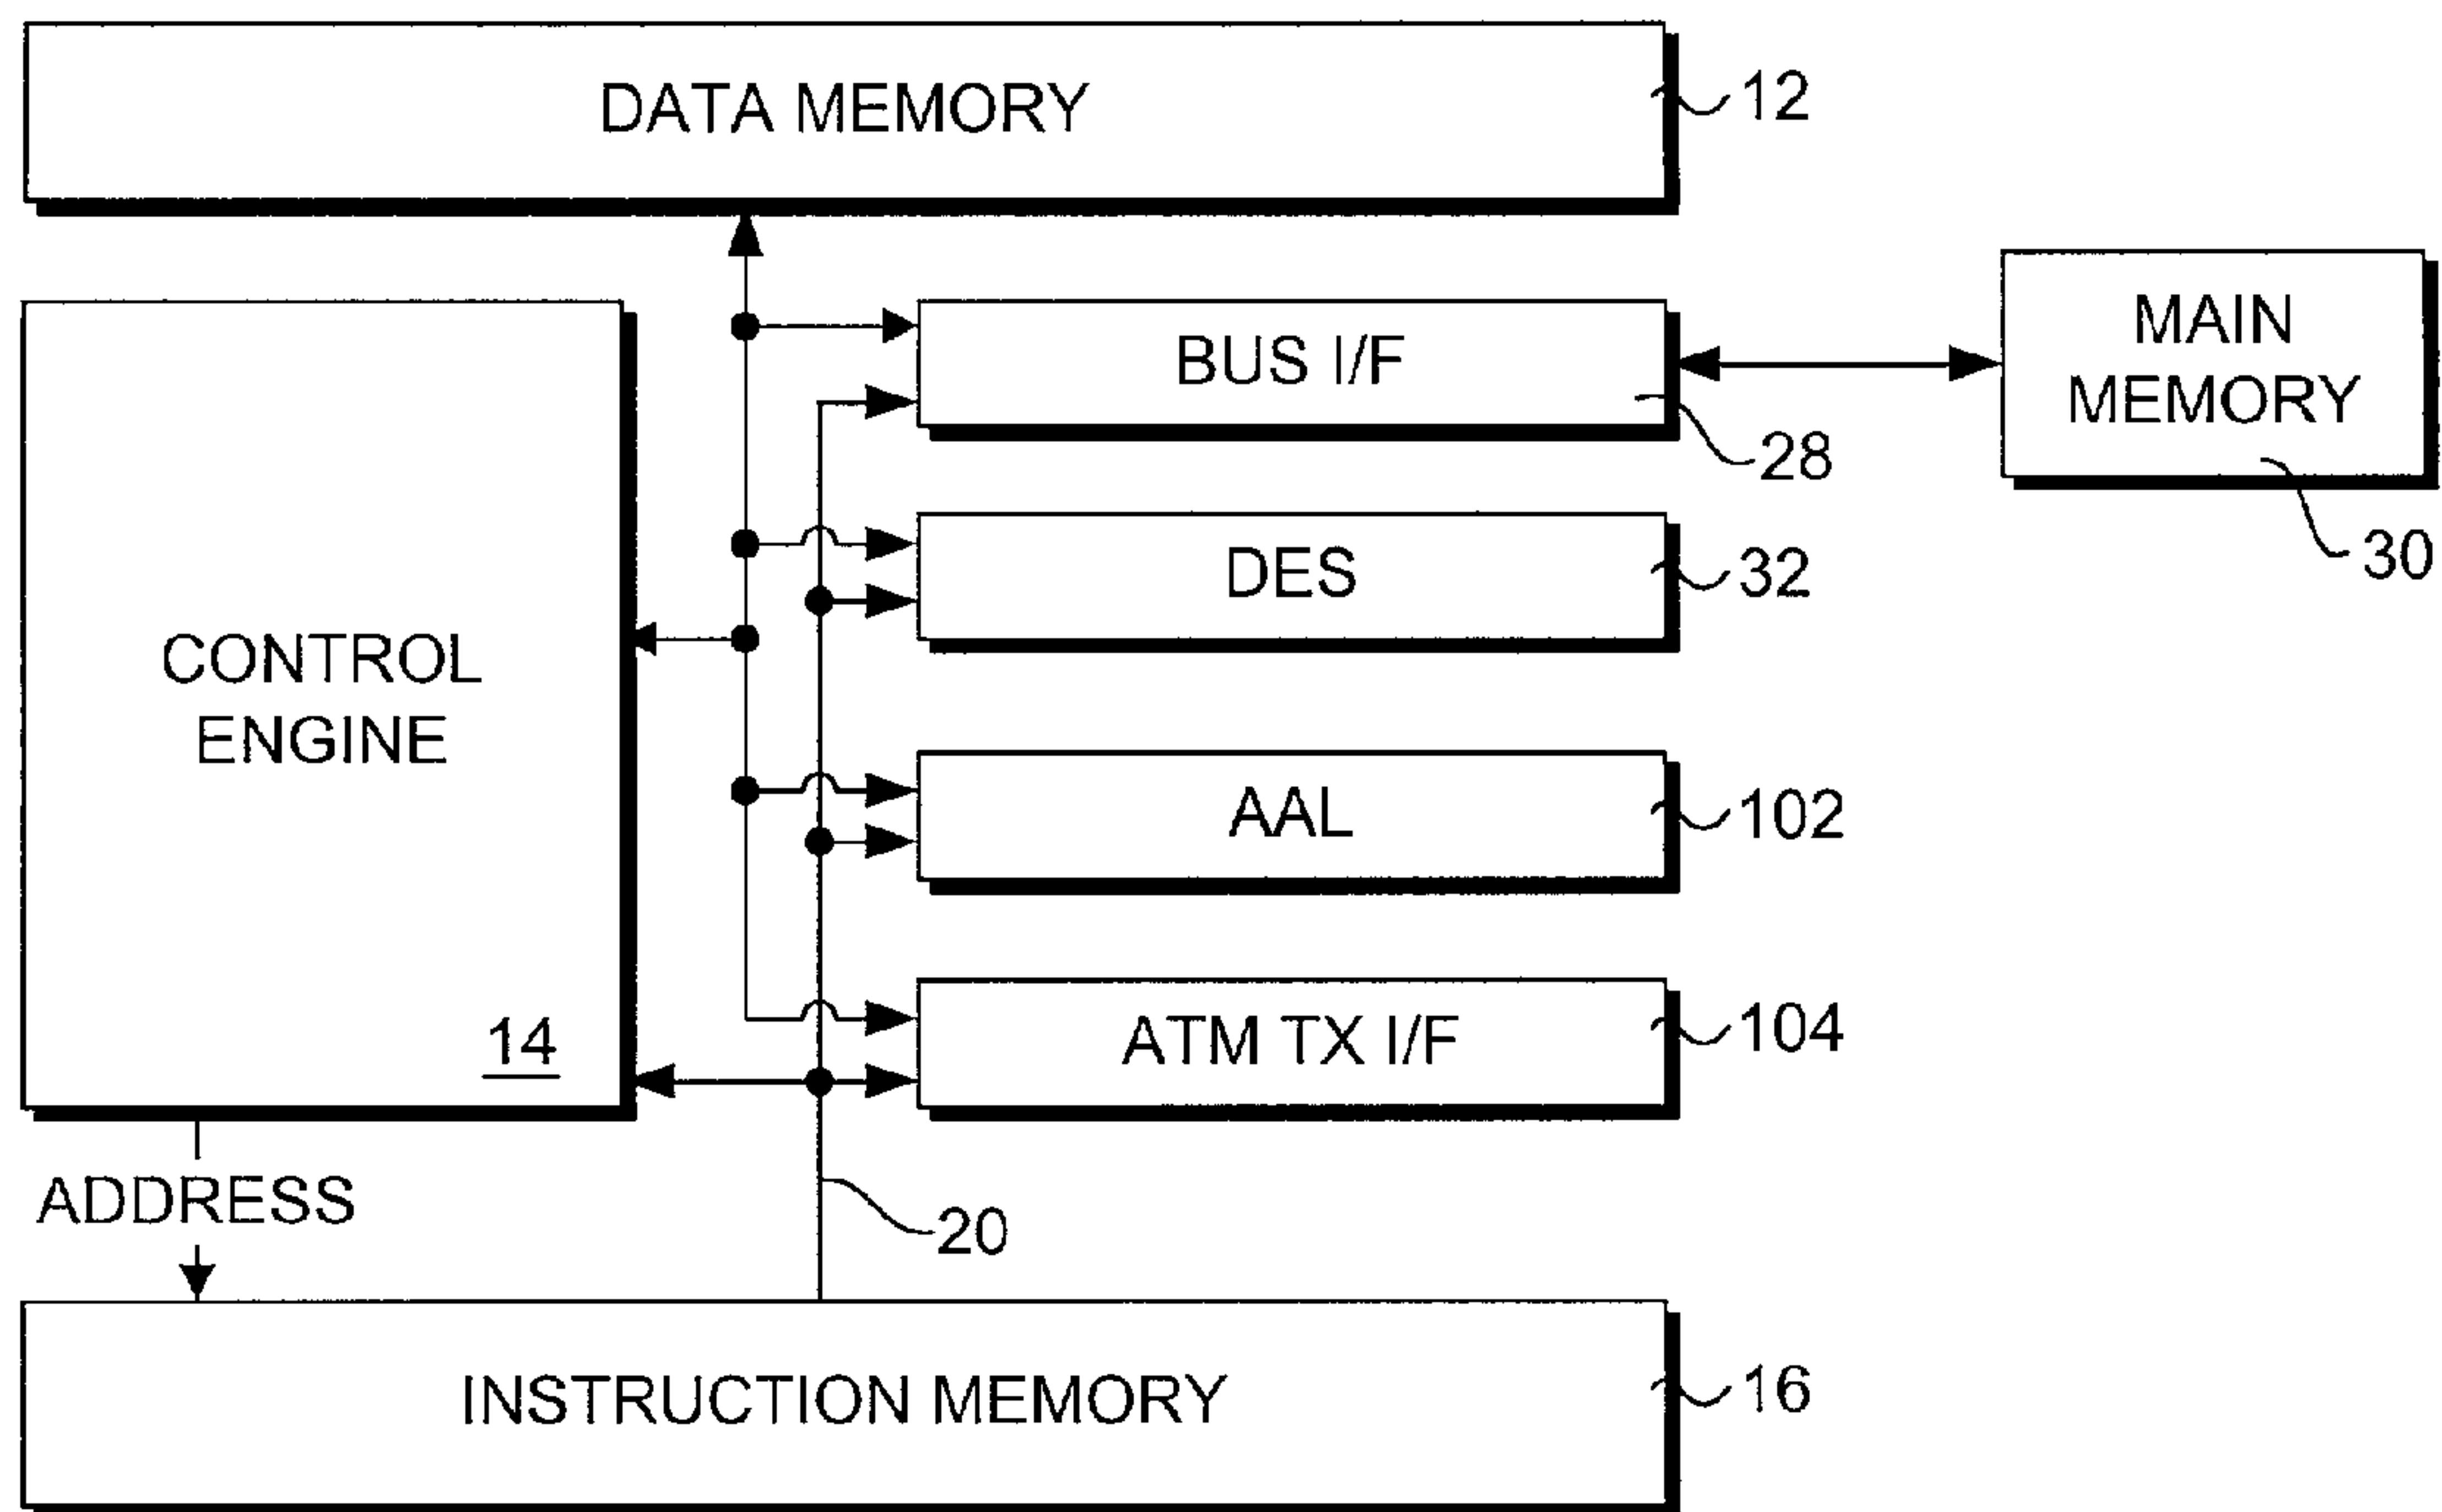 DATA MEMORY
12
BUS I/F
28
MAIN
MEMORY
30
DES
32
CONTROL
ENGINE
14
AAL
102
ATM TX I/F
104
ADDRESS
20
INSTRUCTION MEMORY
16